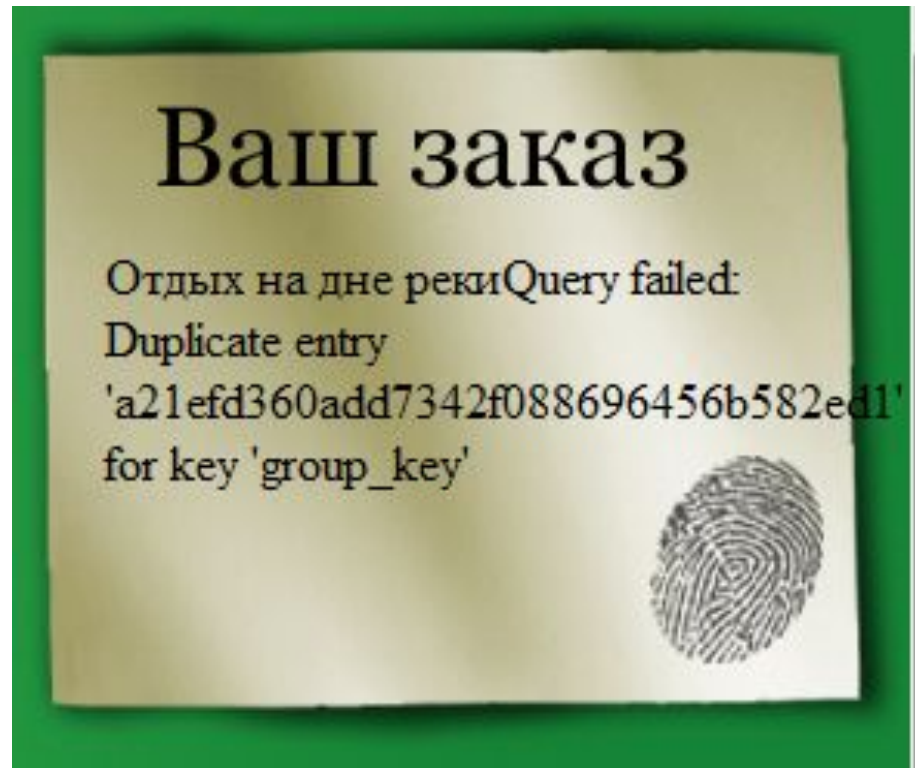 Ваш заказ
Отдых на дне рекиQuery failed:
Duplicate entry
'a21efd360add7342f088696456b582ed1'
for key 'group_key'